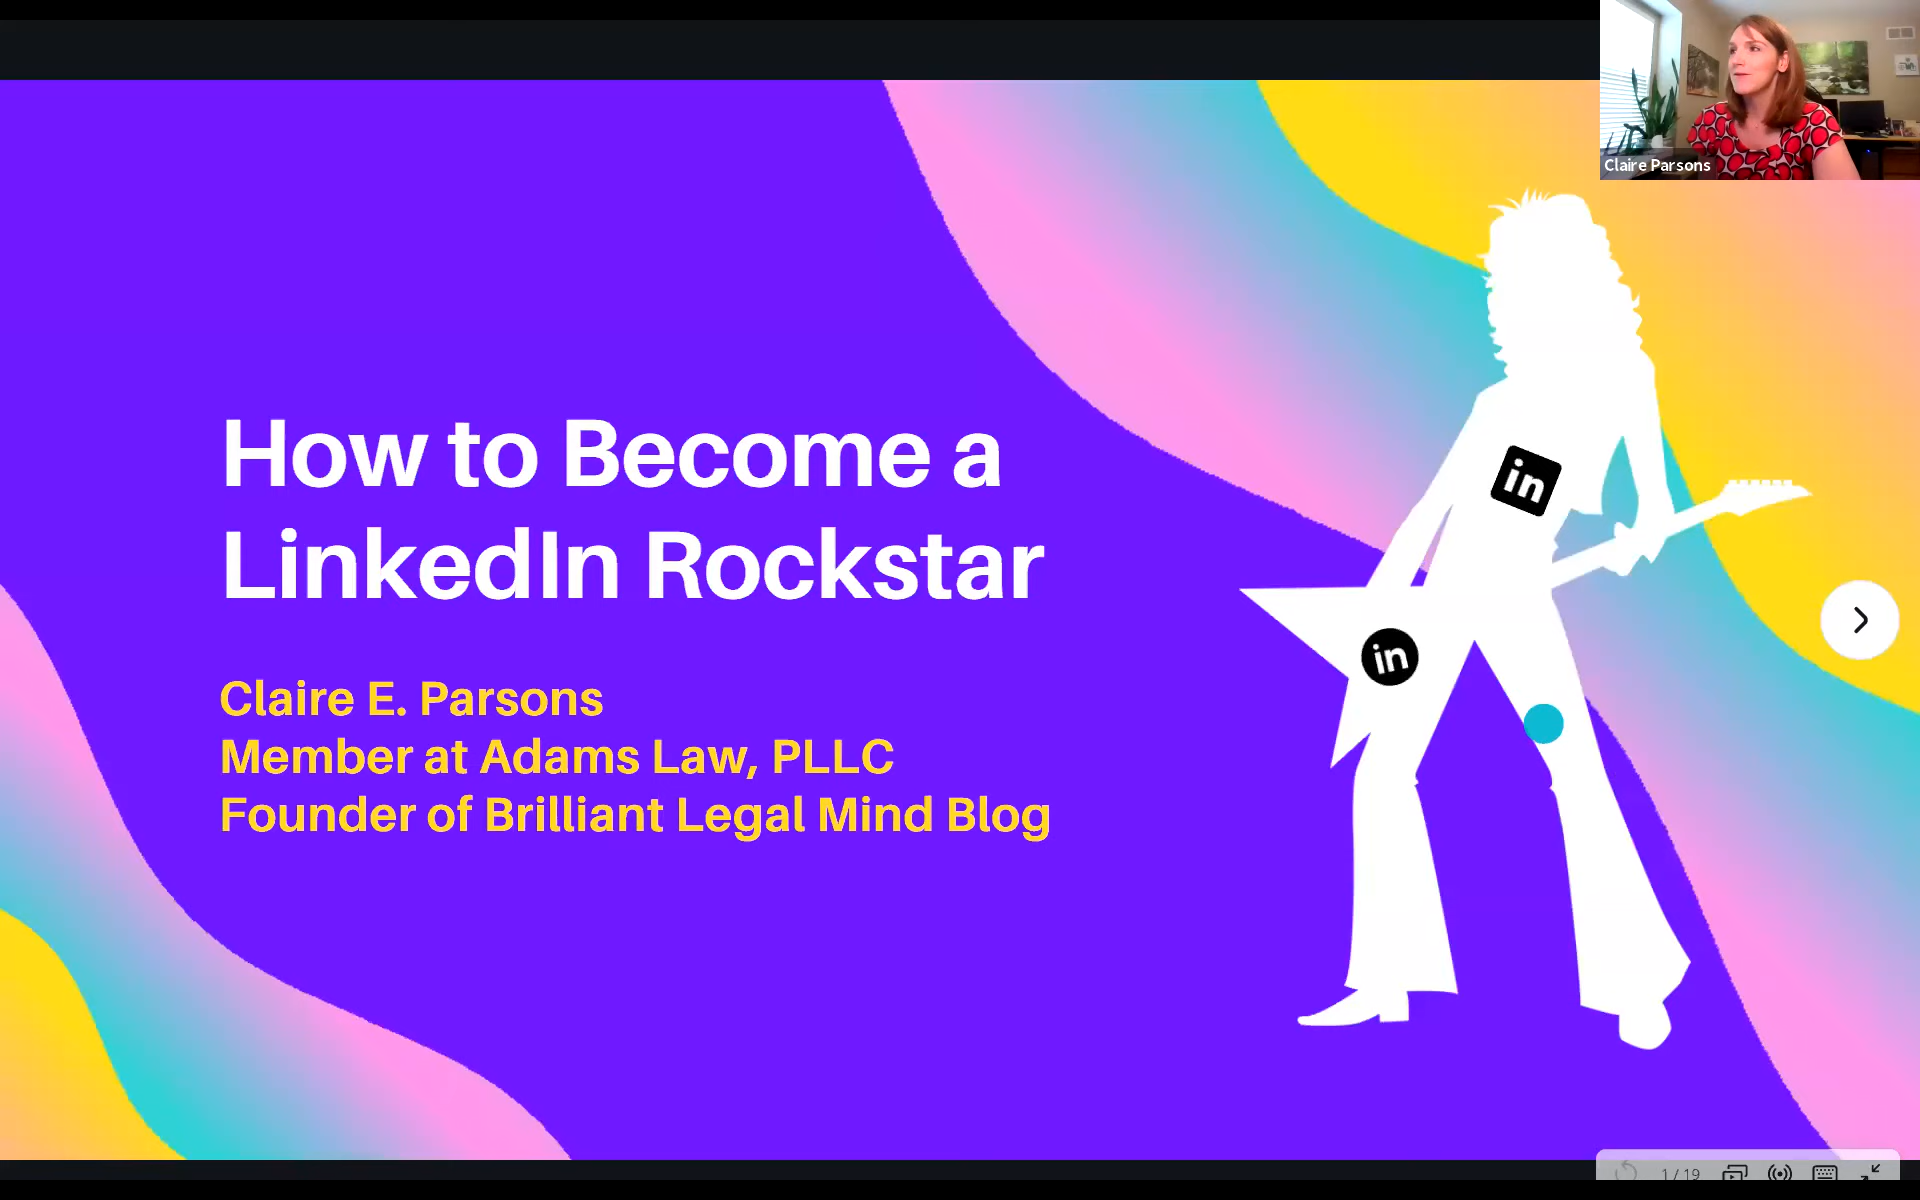 Claire Parsons
How to Become a
LinkedIn Rockstar
in
in
Claire E. Parsons
Member at Adams Law, PLLC
Founder of Brilliant Legal Mind Blog
1 / 19